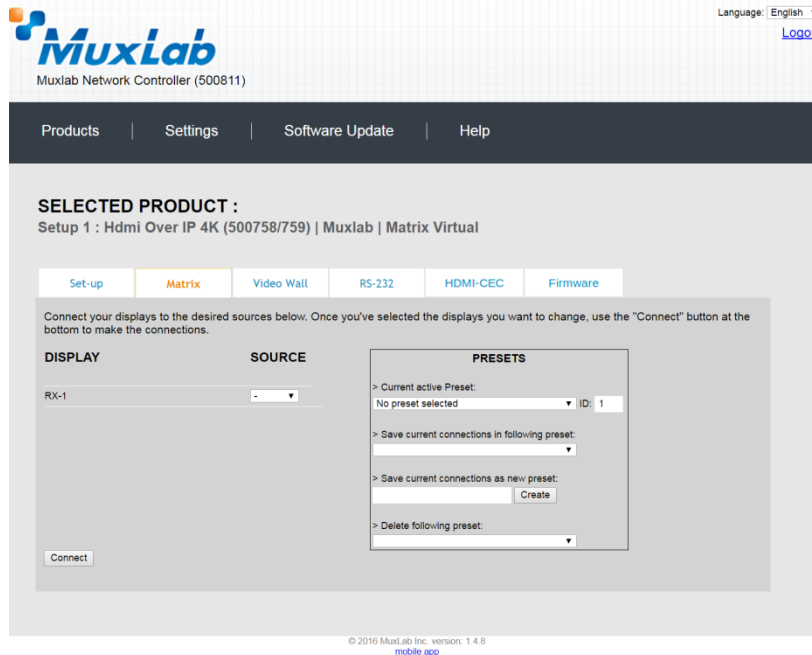 Language: English
Logo
MuxLab
Muxlab Network Controller (500811)
Products | Settings | Software Update | Help
SELECTED PRODUCT :
Setup 1 : Hdmi Over IP 4K (500758/759) | Muxlab | Matrix Virtual
Set-up Matrix Video Wall RS-232 HDMI-CEC Firmware
Connect your displays to the desired sources below. Once you've selected the displays you want to change, use the "Connect" button at the
bottom to make the connections.
DISPLAY SOURCE PRESETS
> Current active Preset:
RX-1 - No preset selected ID: 1
> Save current connections in following preset:
> Save current connections as new preset:
Create
> Delete following preset:
Connect
© 2016 MuxLab Inc. version: 1.4.8
mobile app